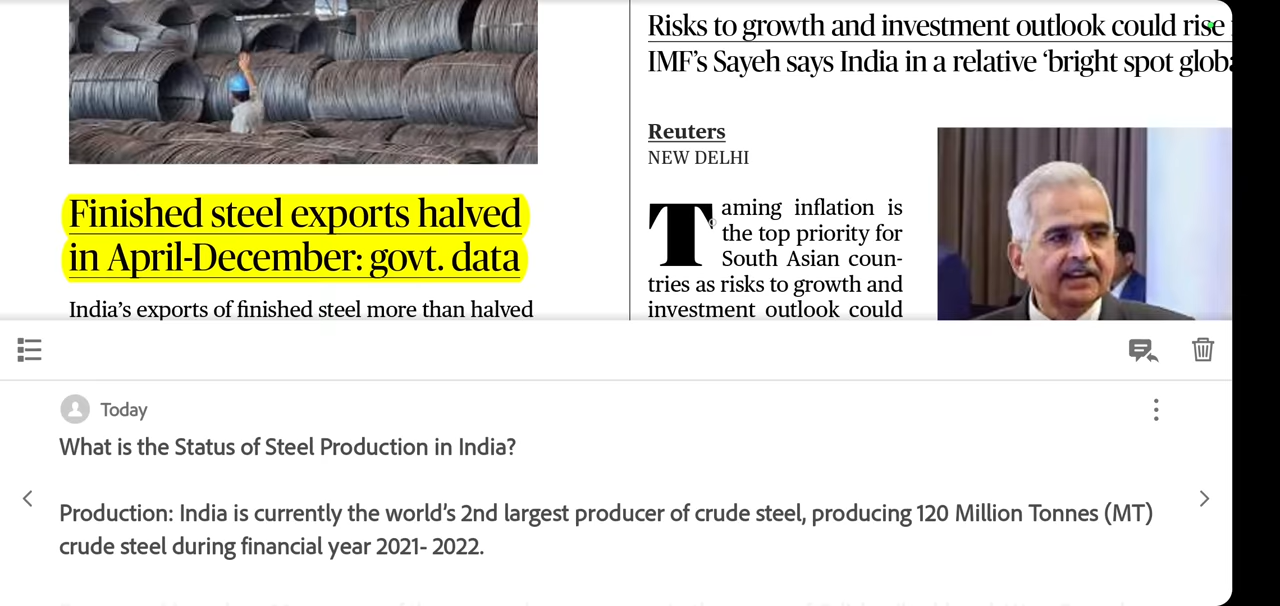 Finished steel exports halved
in April-December: govt. data
India's exports of finished steel more than halved
Risks to growth and investment outlook could rise
IMF's Sayeh says India in a relative 'bright spot
Reuters
NEW DELHI
Taming inflation is
the top priority for
South Asian coun-
tries as risks to growth and
investment outlook could
Today
What is the Status of Steel Production in India?
Production: India is currently the world's 2nd largest producer of crude steel, producing 120 Million Tonnes (MT)
crude steel during financial year 2021- 2022.